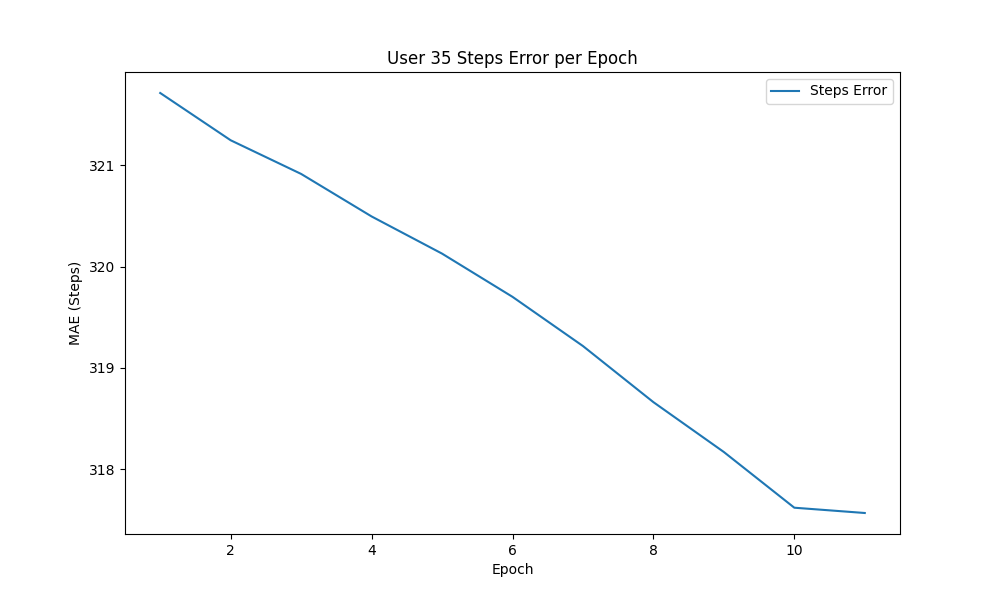 User 35 Steps Error per Epoch
Steps Error
321
320
319
318
MAE (Steps)
2 4 6 8 10
Epoch